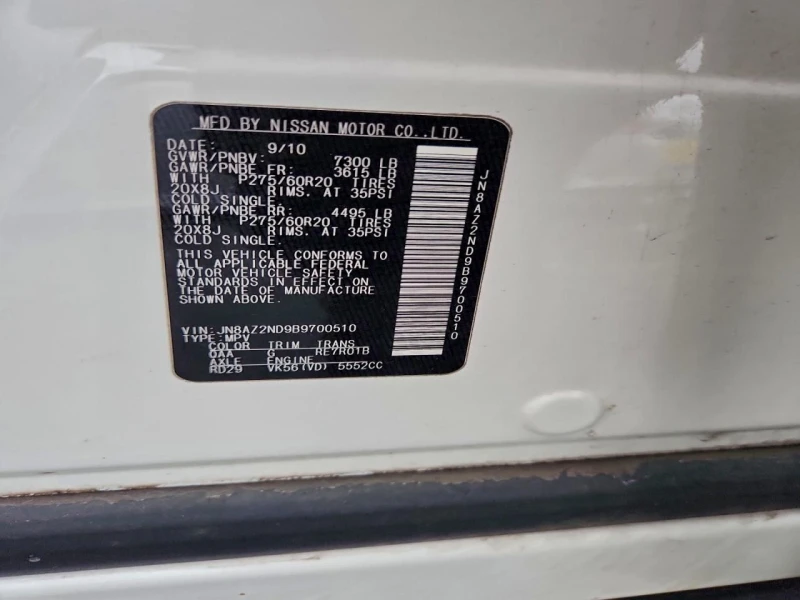 MFD BY NISSAN MOTOR CO.,LTD.
DATE: 9/10
GVWR/PNBV: 7300 LB
GAWR/PNBE FR: 3615 LB
WITH P275/60R20 TIRES
20X8J RIMS. AT 35PSI
COLD SINGLE.
GAWR/PNBE RR: 4495 LB
WITH P275/60R20 TIRES
20X8J RIMS. AT 35PSI
COLD SINGLE.
THIS VEHICLE CONFORMS TO
ALL APPLICABLE FEDERAL
MOTOR VEHICLE SAFETY
STANDARDS IN EFFECT ON
THE DATE OF MANUFACTURE
SHOWN ABOVE.
VIN: JN8AZ2ND9B9700510
TYPE: MPV
COLOR TRIM TRANS
QAA G RE7R01B
AXLE ENGINE
RD29 VK56(VD) 5552CC
JN8AZ2ND9B9700510